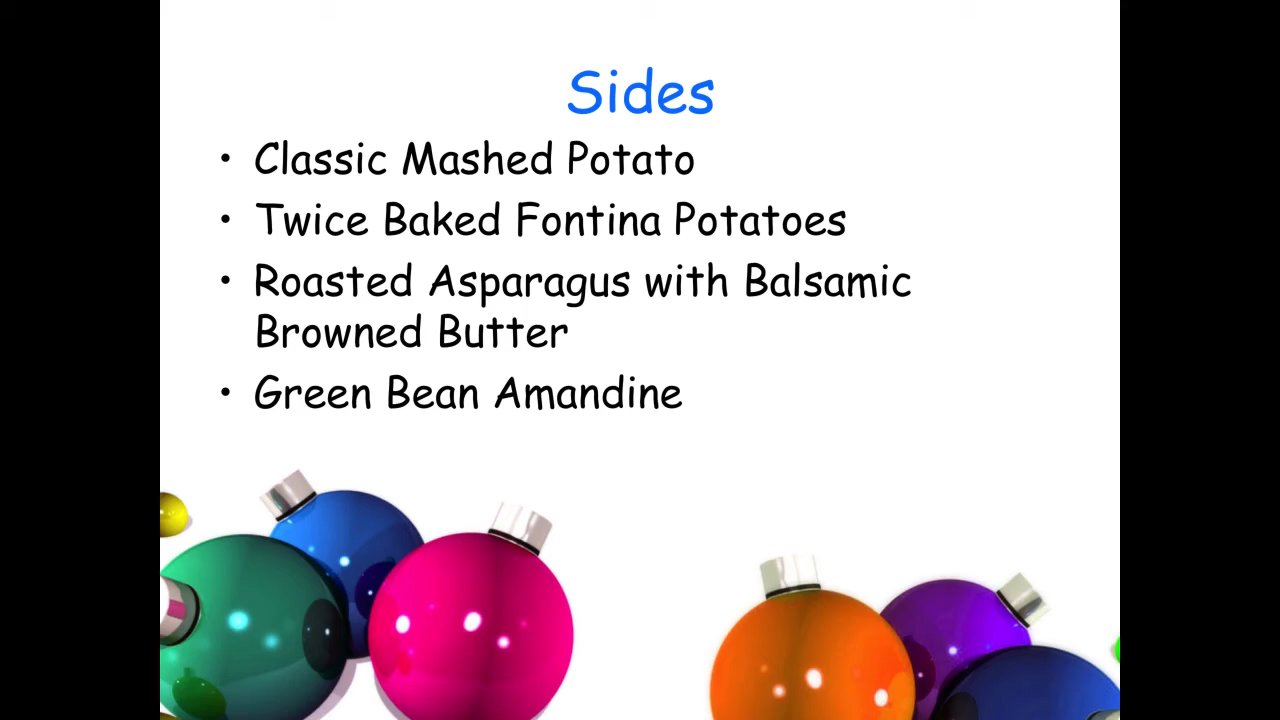 Sides
• Classic Mashed Potato
• Twice Baked Fontina Potatoes
• Roasted Asparagus with Balsamic
Browned Butter
• Green Bean Amandine